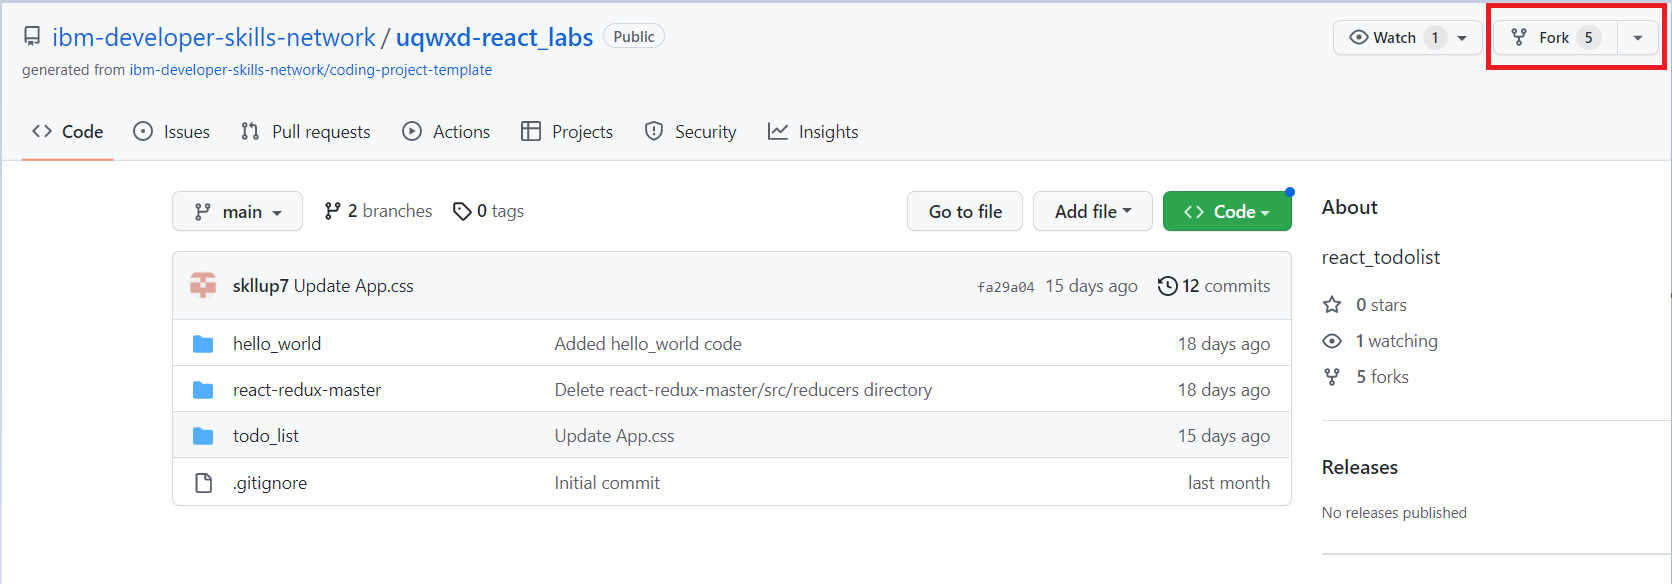 ibm-developer-skills-network / uqwxd-react_labs Public Watch 1 Fork 5
generated from ibm-developer-skills-network/coding-project-template
<> Code Issues Pull requests Actions Projects Security Insights
main 2 branches 0 tags Go to file Add file <> Code
About
react_todolist
skllup7 Update App.css fa29a04 15 days ago 12 commits
0 stars
hello_world Added hello_world code 18 days ago
1 watching
5 forks
react-redux-master Delete react-redux-master/src/reducers directory 18 days ago
todo_list Update App.css 15 days ago
Releases
.gitignore Initial commit last month
No releases published